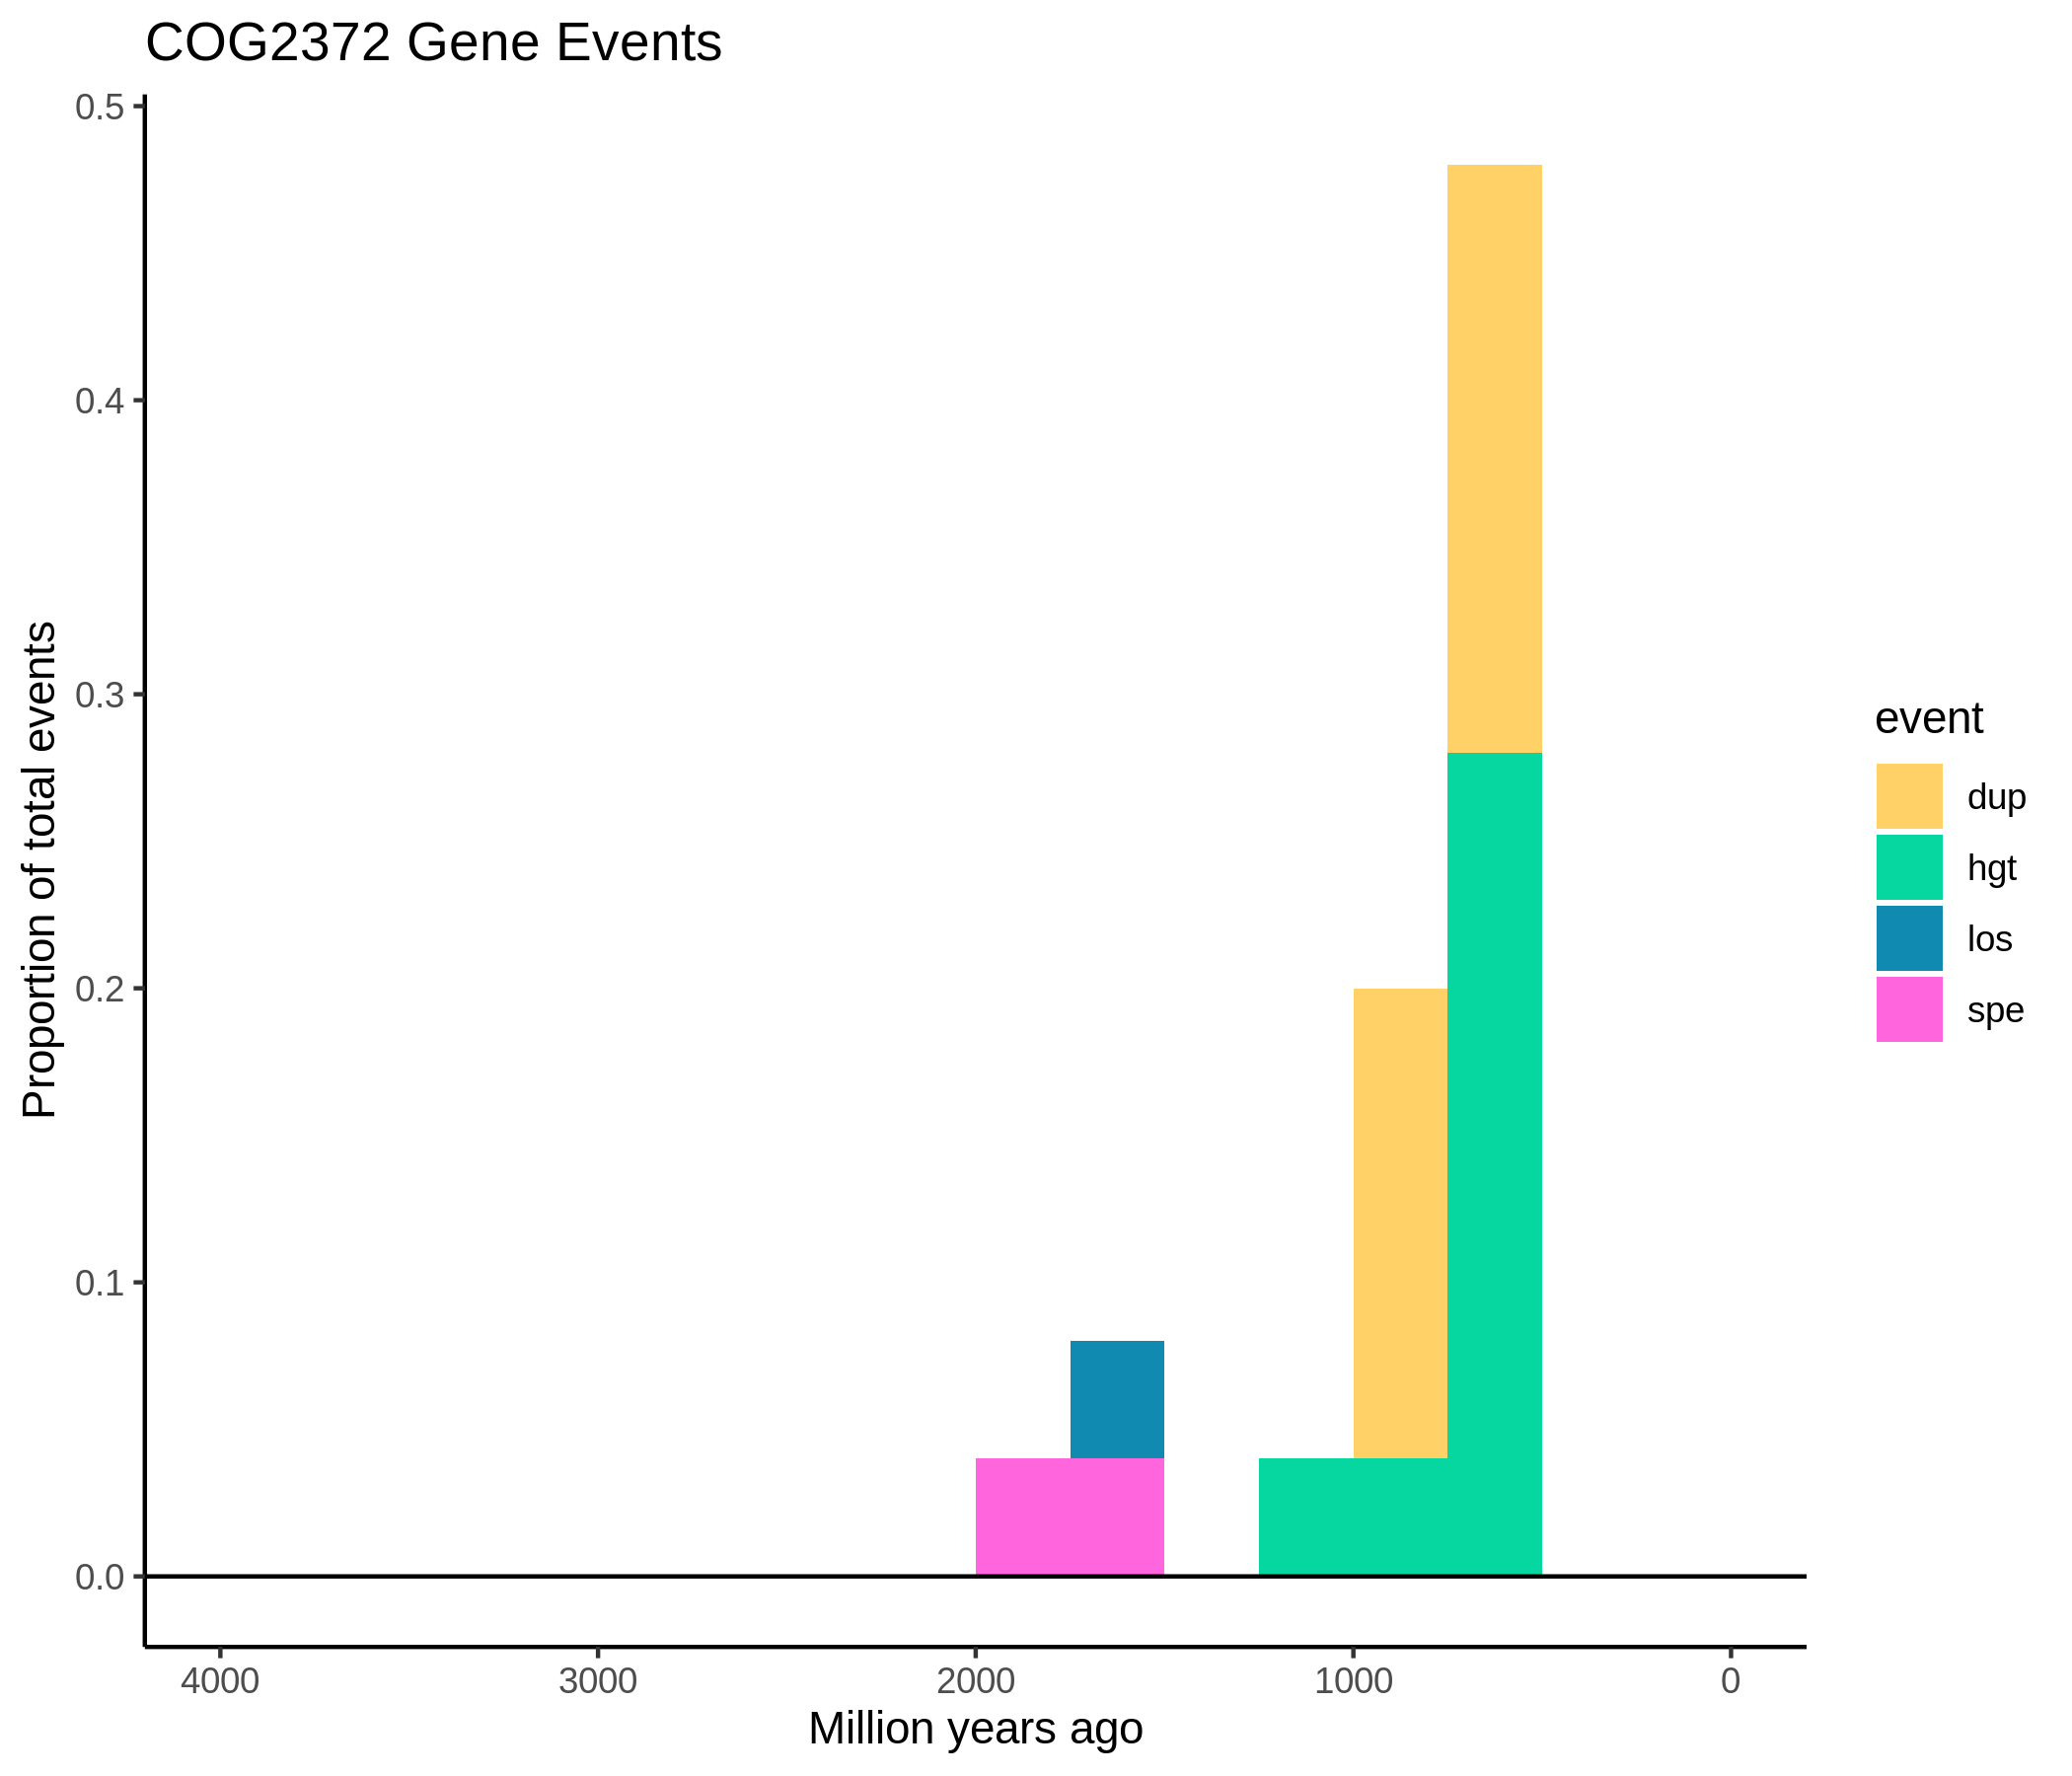 COG2372 Gene Events
0.5
0.4
0.3
0.2
0.1
0.0
Proportion of total events
4000 3000 2000 1000 0
Million years ago
event
dup
hgt
los
spe